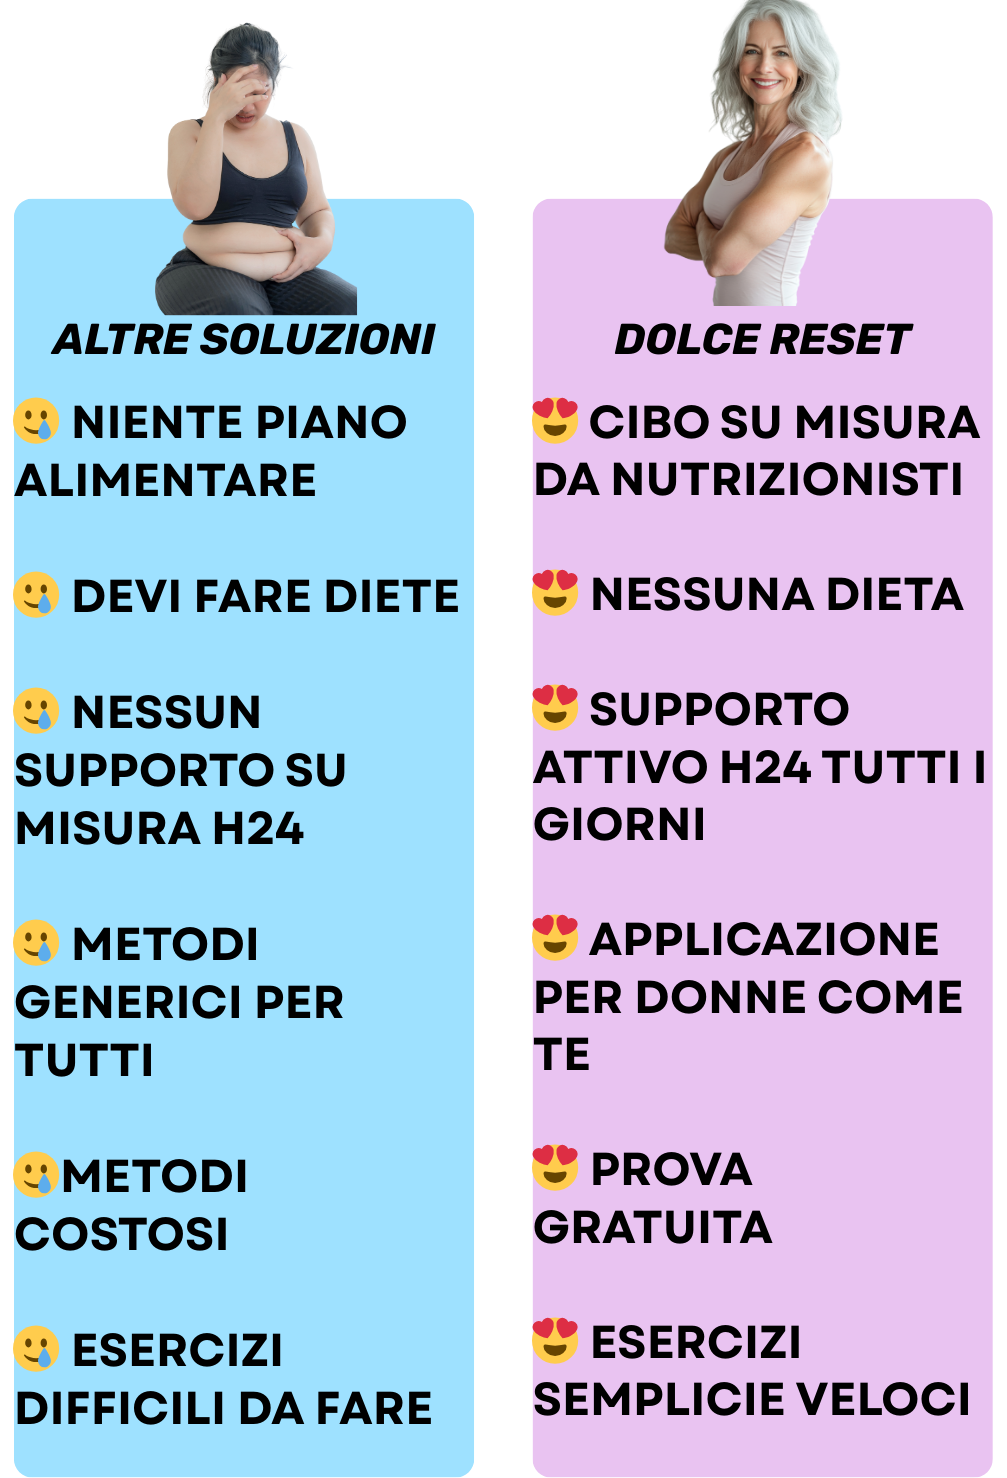 ALTRE SOLUZIONI
🥲 NIENTE PIANO
ALIMENTARE
🥲 DEVI FARE DIETE
🥲 NESSUN
SUPPORTO SU
MISURA H24
🥲 METODI
GENERICI PER
TUTTI
🥲METODI
COSTOSI
🥲 ESERCIZI
DIFFICILI DA FARE
DOLCE RESET
😍 CIBO SU MISURA
DA NUTRIZIONISTI
😍 NESSUNA DIETA
😍 SUPPORTO
ATTIVO H24 TUTTI I
GIORNI
😍 APPLICAZIONE
PER DONNE COME
TE
😍 PROVA
GRATUITA
😍 ESERCIZI
SEMPLICIE VELOCI